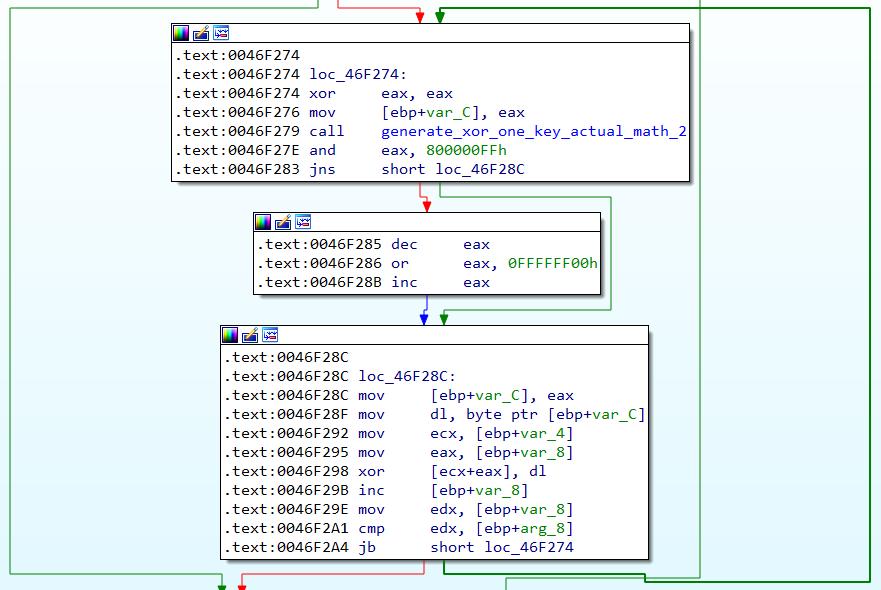 .text:0046F274
.text:0046F274 loc_46F274:
.text:0046F274 xor eax, eax
.text:0046F276 mov [ebp+var_C], eax
.text:0046F279 call generate_xor_one_key_actual_math_2
.text:0046F27E and eax, 800000FFh
.text:0046F283 jns short loc_46F28C
.text:0046F285 dec eax
.text:0046F286 or eax, 0FFFFFF00h
.text:0046F28B inc eax
.text:0046F28C
.text:0046F28C loc_46F28C:
.text:0046F28C mov [ebp+var_C], eax
.text:0046F28F mov dl, byte ptr [ebp+var_C]
.text:0046F292 mov ecx, [ebp+var_4]
.text:0046F295 mov eax, [ebp+var_8]
.text:0046F298 xor [ecx+eax], dl
.text:0046F29B inc [ebp+var_8]
.text:0046F29E mov edx, [ebp+var_8]
.text:0046F2A1 cmp edx, [ebp+arg_8]
.text:0046F2A4 jb short loc_46F274